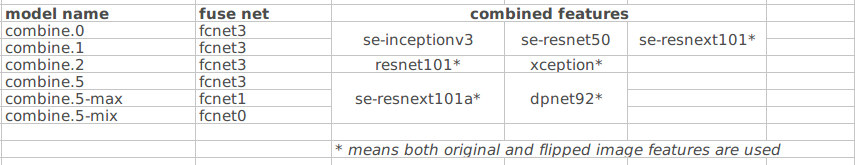 model name fuse net combined features
combine.0 fcnet3
se-inceptionv3 se-resnet50 se-resnext101*
combine.1 fcnet3
combine.2 fcnet3 resnet101* xception*
combine.5 fcnet3
combine.5-max fcnet1 se-resnext101a* dpnet92*
combine.5-mix fcnet0
* means both original and flipped image features are used